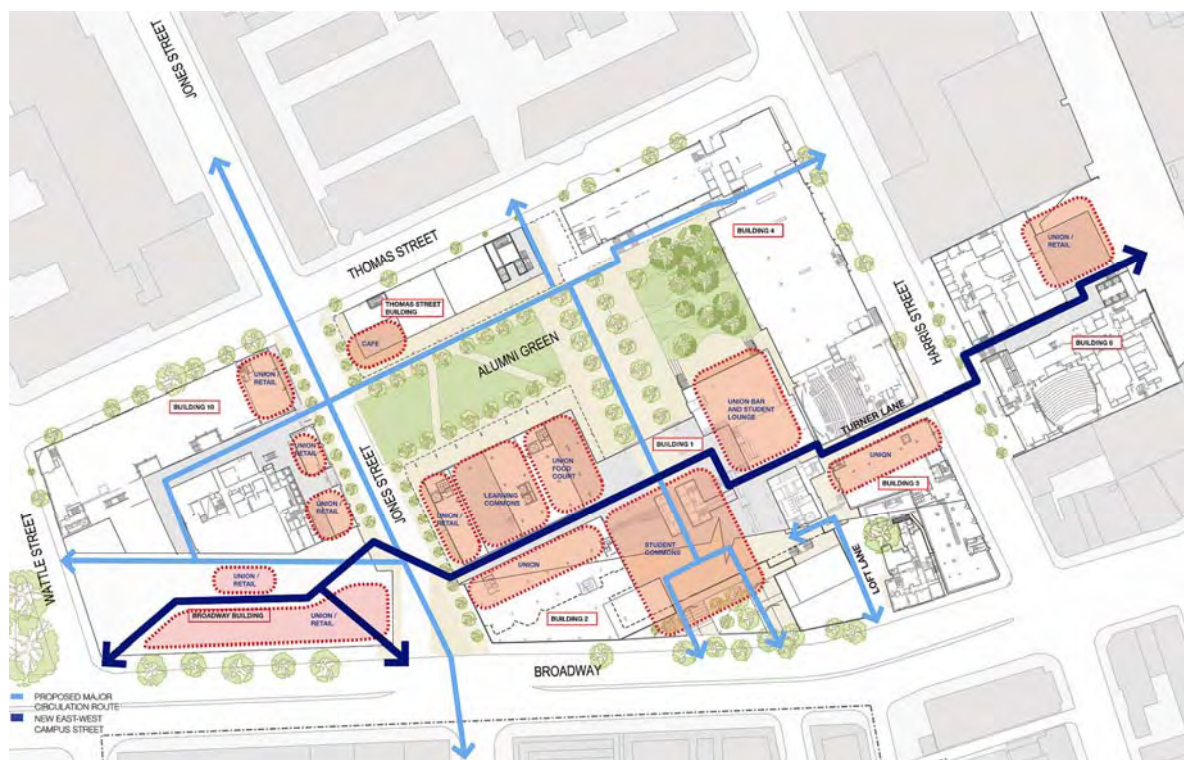 JONES STREET
THOMAS STREET
THOMAS STREET
BUILDING
CAFE
ALUMNI GREEN
BUILDING 4
UNION /
RETAIL
HARRIS STREET
BUILDING 6
UNION /
RETAIL
BUILDING 10
UNION
RETAIL
UNION /
RETAIL
JONES STREET
UNION /
RETAIL
LEARNING
COMMONS
UNION
FOOD
COURT
BUILDING 1
UNION BAR
AND STUDENT
LOUNGE
TURNER LANE
UNION
BUILDING 3
WATTLE STREET
UNION /
RETAIL
BROADWAY BUILDING
UNION /
RETAIL
UNION
STUDENT
COMMONS
BUILDING 2
LOFT LANE
BROADWAY
PROPOSED MAJOR
CIRCULATION ROUTE
NEW EAST-WEST
CAMPUS STREET